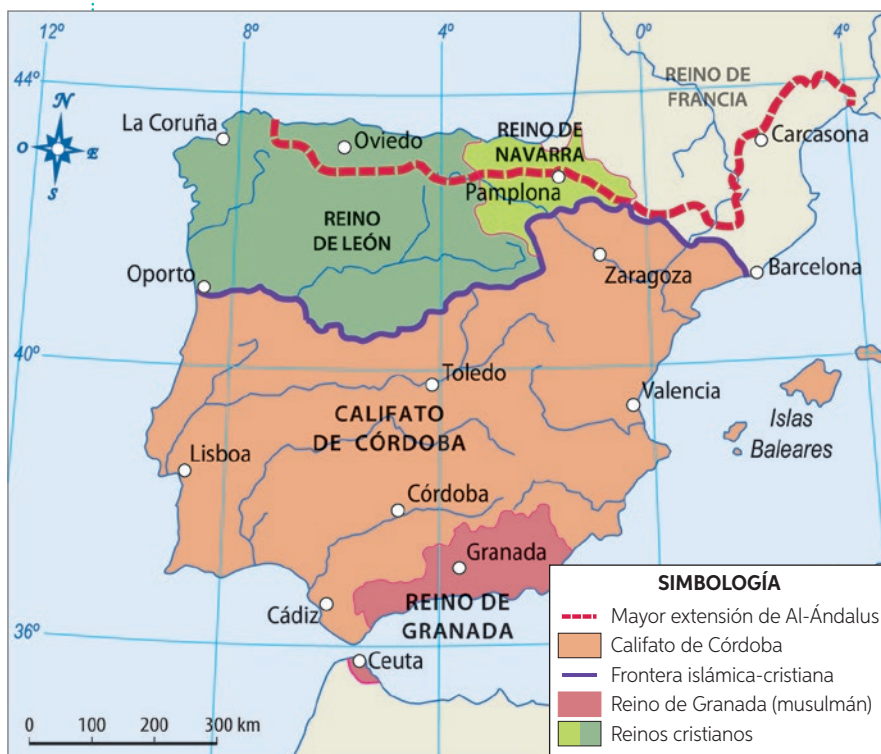 12º
8º
4º
0º
4º
44º
N
O
E
S
La Coruña
Oviedo
REINO DE
NAVARRA
REINO DE
FRANCIA
Carcasona
Pamplona
REINO
DE LEÓN
Oporto
Zaragoza
Barcelona
40º
Toledo
Valencia
CALIFATO
DE CÓRDOBA
Islas
Baleares
Lisboa
Córdoba
Granada
Cádiz
REINO DE
GRANADA
36º
Ceuta
0 100 200 300 km
SIMBOLOGÍA
Mayor extensión de Al-Ándalus
Califato de Córdoba
Frontera islámica-cristiana
Reino de Granada (musulmán)
Reinos cristianos